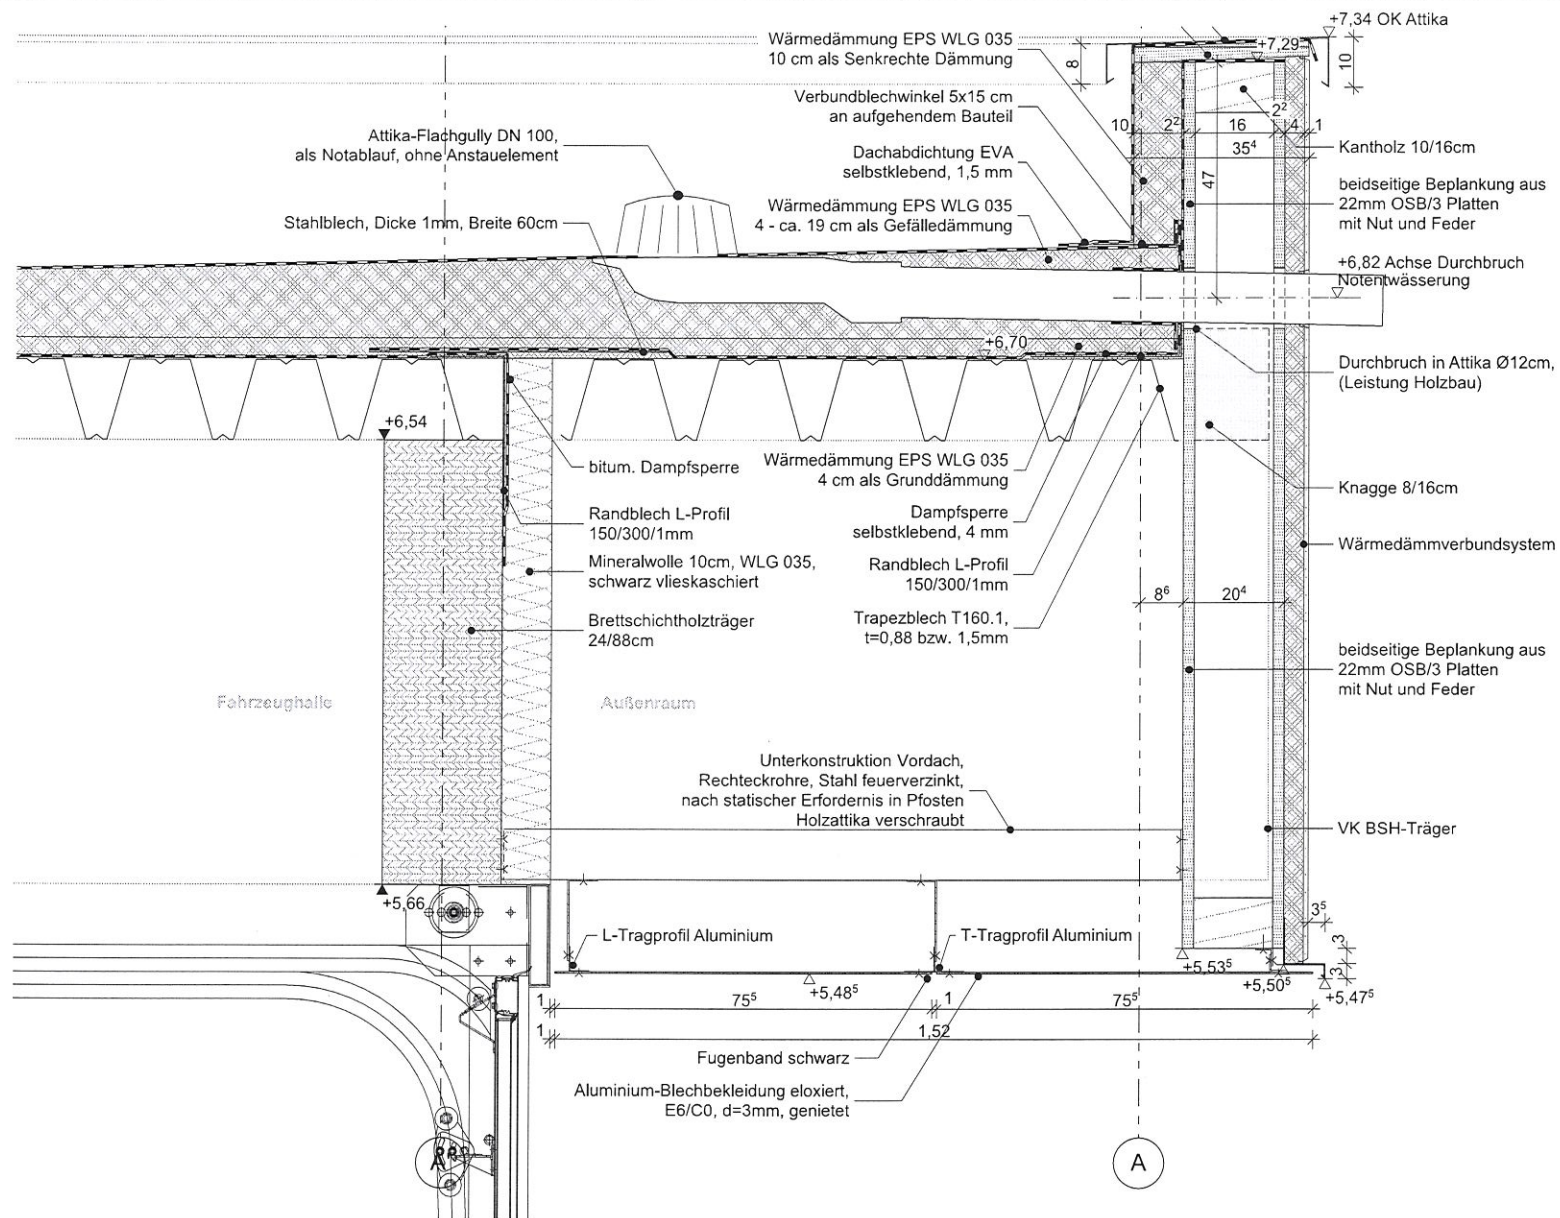 +7,34 OK Attika
Wärmedämmung EPS WLG 035
10 cm als Senkrechte Dämmung
+7,29
8
10
Verbundblechwinkel 5x15 cm
an aufgehendem Bauteil
2²
10
2²
16
4
1
35⁴
47
Attika-Flachgully DN 100,
als Notablauf, ohne Anstauelement
Kantholz 10/16cm
Dachabdichtung EVA
selbstklebend, 1,5 mm
beidseitige Beplankung aus
22mm OSB/3 Platten
mit Nut und Feder
Stahlblech, Dicke 1mm, Breite 60cm
Wärmedämmung EPS WLG 035
4 - ca. 19 cm als Gefälledämmung
+6,82 Achse Durchbruch
Notentwässerung
+6,70
Durchbruch in Attika Ø12cm,
(Leistung Holzbau)
+6,54
bitum. Dampfsperre
Wärmedämmung EPS WLG 035
4 cm als Grunddämmung
Knagge 8/16cm
Randblech L-Profil
150/300/1mm
Dampfsperre
selbstklebend, 4 mm
Wärmedämmverbundsystem
Mineralwolle 10cm, WLG 035,
schwarz vlieskaschiert
Randblech L-Profil
150/300/1mm
8⁶
20⁴
Brettschichtholzträger
24/88cm
Trapezblech T160.1,
t=0,88 bzw. 1,5mm
beidseitige Beplankung aus
22mm OSB/3 Platten
mit Nut und Feder
Fahrzeughalle
Außenraum
Unterkonstruktion Vordach,
Rechteckrohre, Stahl feuerverzinkt,
nach statischer Erfordernis in Pfosten
Holzattika verschraubt
VK BSH-Träger
+5,66
3⁵
L-Tragprofil Aluminium
T-Tragprofil Aluminium
3
3
+5,53⁵
+5,50⁵
+5,48⁵
+5,47⁵
1
75⁵
1
75⁵
1
1,52
Fugenband schwarz
Aluminium-Blechbekleidung eloxiert,
E6/C0, d=3mm, genietet
A